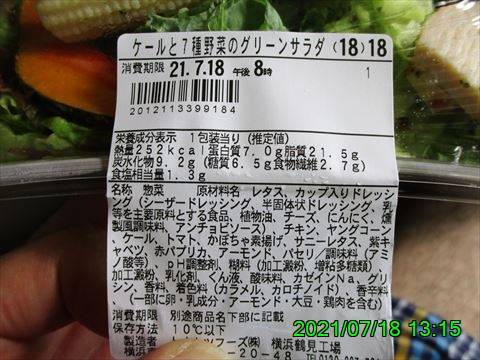 ケールと7種野菜のグリーンサラダ (18)18
消費期限 21.7.18 午後 8時 1
2012113399184
栄養成分表示 1包装当り (推定値)
熱量252kcal蛋白質7.0g脂質21.5g
炭水化物9.2g(糖質6.5g食物繊維2.7g)
食塩相当量1.3g
名称 惣菜 原材料名 レタス、カップ入りドレッシ
ング(シーザードレッシング、半固体状ドレッシング、乳
等を主要原料とする食品、植物油、チーズ、にんにく、燻
製風調味料、アンチョビソース)、チキン、ヤングコーン
、ケール、トマト、かぼちゃ素揚げ、サニーレタス、紫キ
ャベツ、赤パプリカ、アーモンド、パセリ/調味料(アミ
ノ酸等)、pH調整剤、糊料(加工澱粉、増粘多糖類)、
加工澱粉、乳化剤、くん液、酸味料、カゼインNa、グリ
シン、香料、着色料(カラメル、カロチノイド)、香辛料
、(一部に卵・乳成分・アーモンド・大豆・鶏肉を含む)
消費期限 別途商品名下部に記載
保存方法 10℃以下
製造者 フーズ(株) 横浜鶴見工場
横浜 -20-48
2021/07/18 13:15